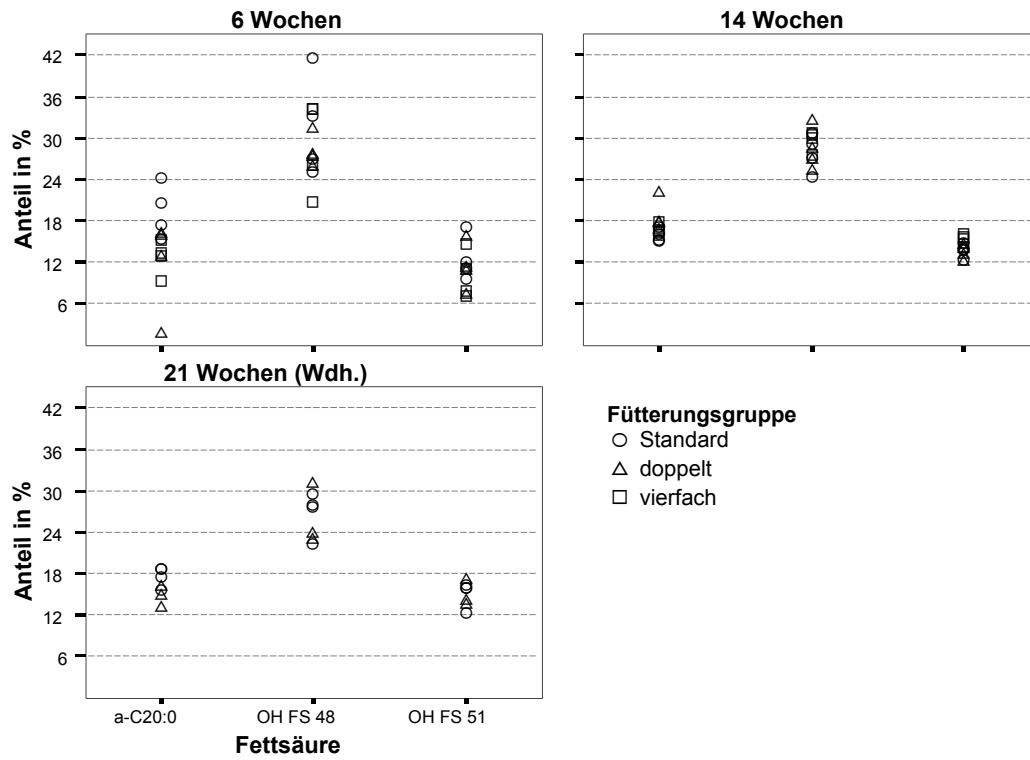 6 Wochen
14 Wochen
Anteil in %
42
36
30
24
18
12
6
21 Wochen (Wdh.)
Anteil in %
42
36
30
24
18
12
6
a-C20:0
OH FS 48
OH FS 51
Fettsäure
Fütterungsgruppe
Standard
doppelt
vierfach